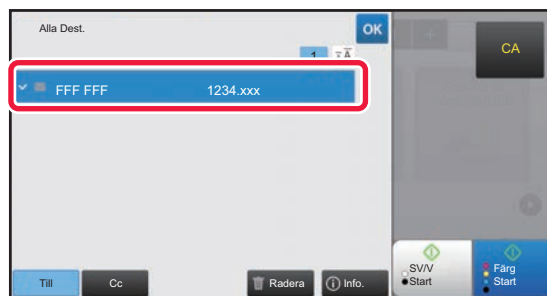 Alla Dest.
OK
CA
1
FFF FFF 1234.xxx
Till
Cc
Radera
i Info.
SV/V
Start
Färg
Start